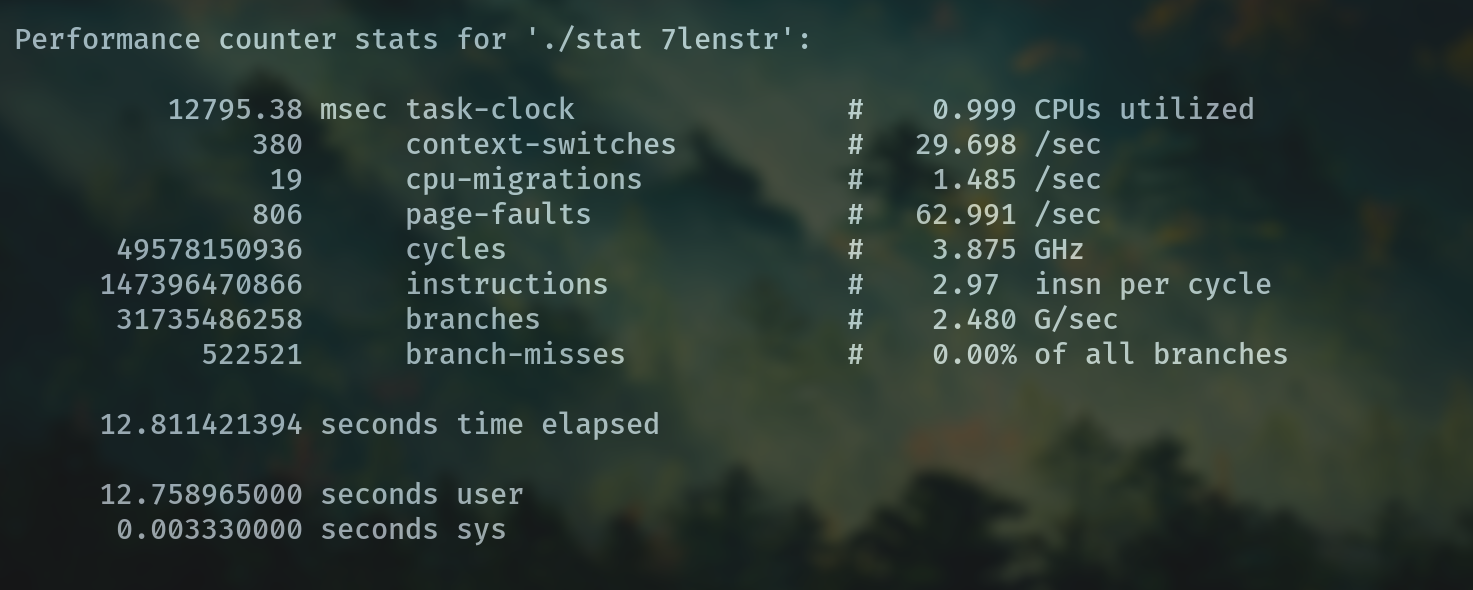 Performance counter stats for './stat 7lenstr':
12795.38 msec task-clock # 0.999 CPUs utilized
380 context-switches # 29.698 /sec
19 cpu-migrations # 1.485 /sec
806 page-faults # 62.991 /sec
49578150936 cycles # 3.875 GHz
147396470866 instructions # 2.97 insn per cycle
31735486258 branches # 2.480 G/sec
522521 branch-misses # 0.00% of all branches
12.811421394 seconds time elapsed
12.758965000 seconds user
0.003330000 seconds sys